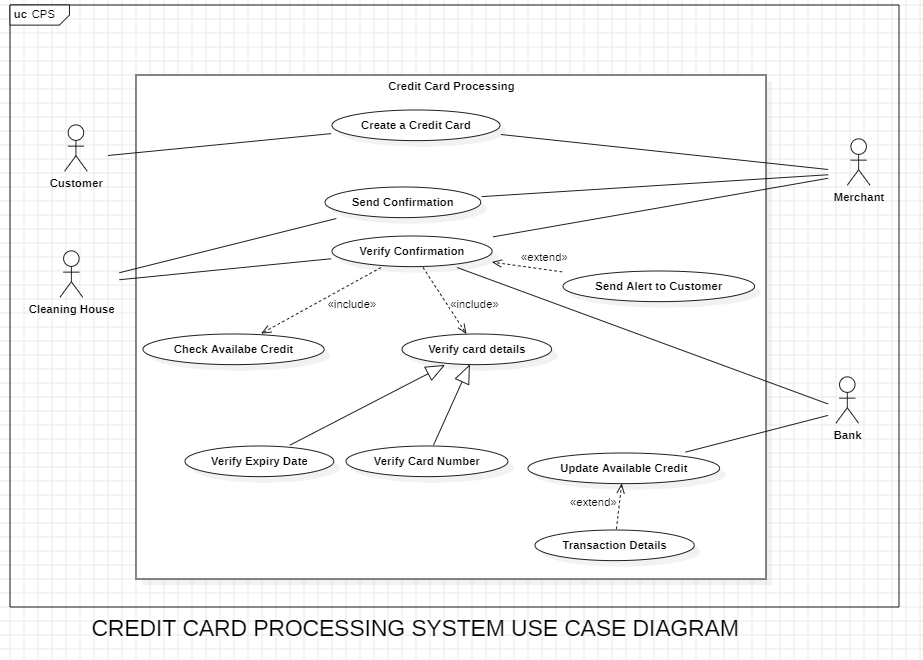 uc CPS
Credit Card Processing
Create a Credit Card
Customer
Merchant
Send Confirmation
Verify Confirmation
«extend»
Send Alert to Customer
Cleaning House
«include»
«include»
Check Availabe Credit
Verify card details
Bank
Verify Expiry Date
Verify Card Number
Update Available Credit
«extend»
Transaction Details
CREDIT CARD PROCESSING SYSTEM USE CASE DIAGRAM